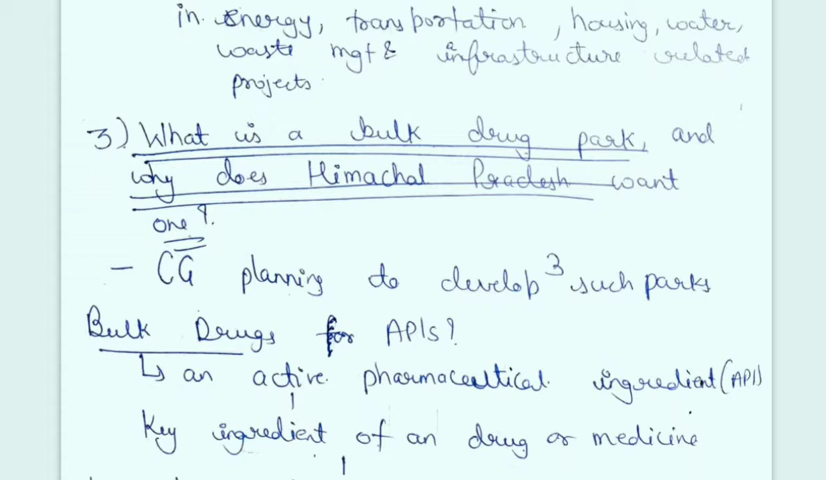 in energy, transportation, housing, water,
waste mgt & infrastructure related
projects.
3) What is a bulk drug park, and
why does Himachal Pradesh want
one?
- CG planning to develop 3 such parks
Bulk Drugs for APIs?
↳ an active pharmaceutical ingredient (API)
Key ingredient of an drug or medicine